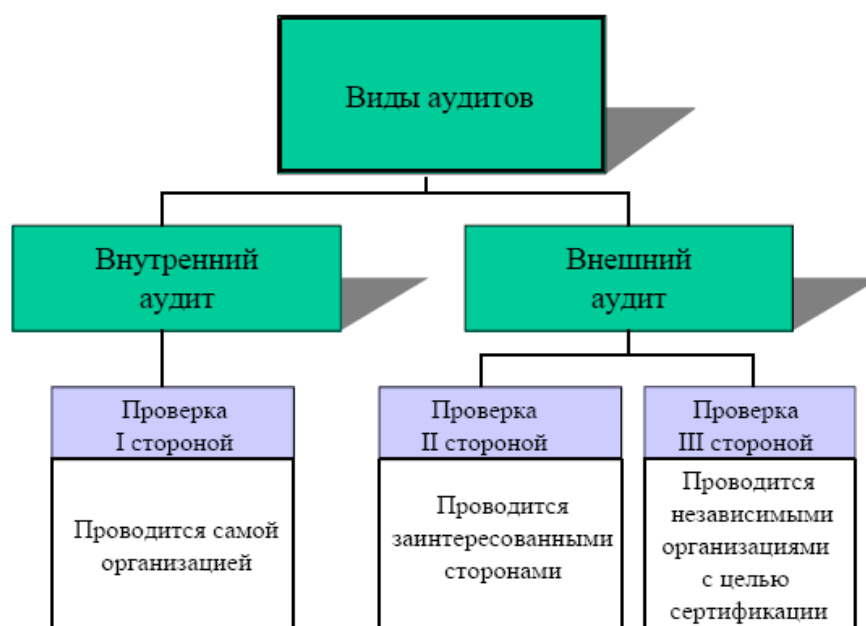 Виды аудитов
Внутренний
аудит
Внешний
аудит
Проверка
I стороной
Проводится самой
организацией
Проверка
II стороной
Проводится
заинтересованными
сторонами
Проверка
III стороной
Проводится
независимыми
организациями
с целью
сертификации